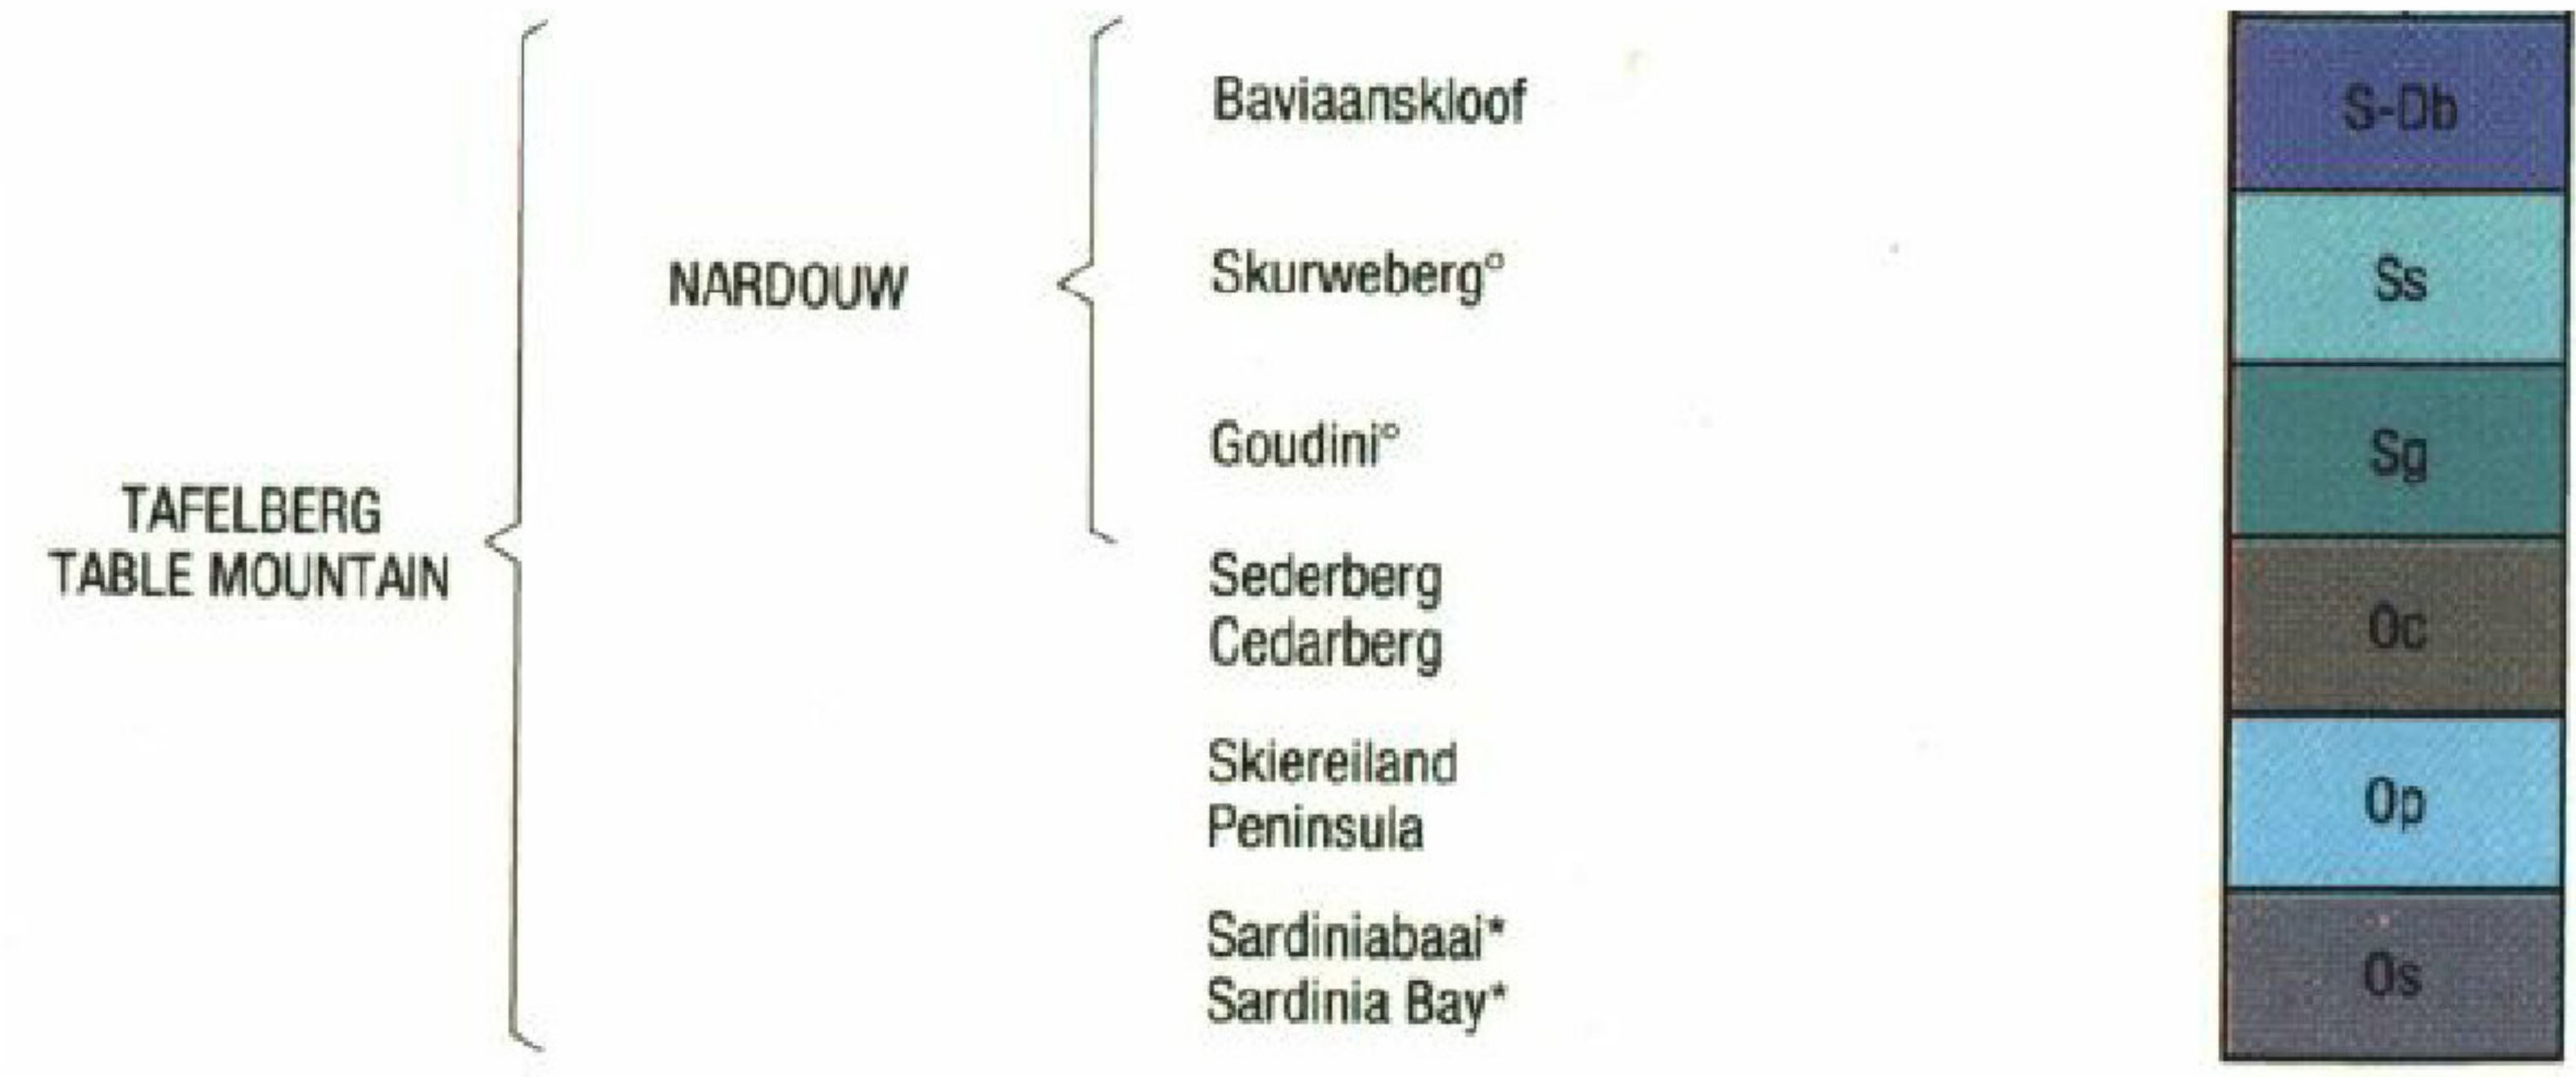 Baviaanskloof
S-Db
NARDOUW
Skurweberg°
Ss
Goudini°
Sg
TAFELBERG
TABLE MOUNTAIN
Sederberg
Cedarberg
Oc
Skiereiland
Peninsula
Op
Sardiniabaai*
Sardinia Bay*
Os